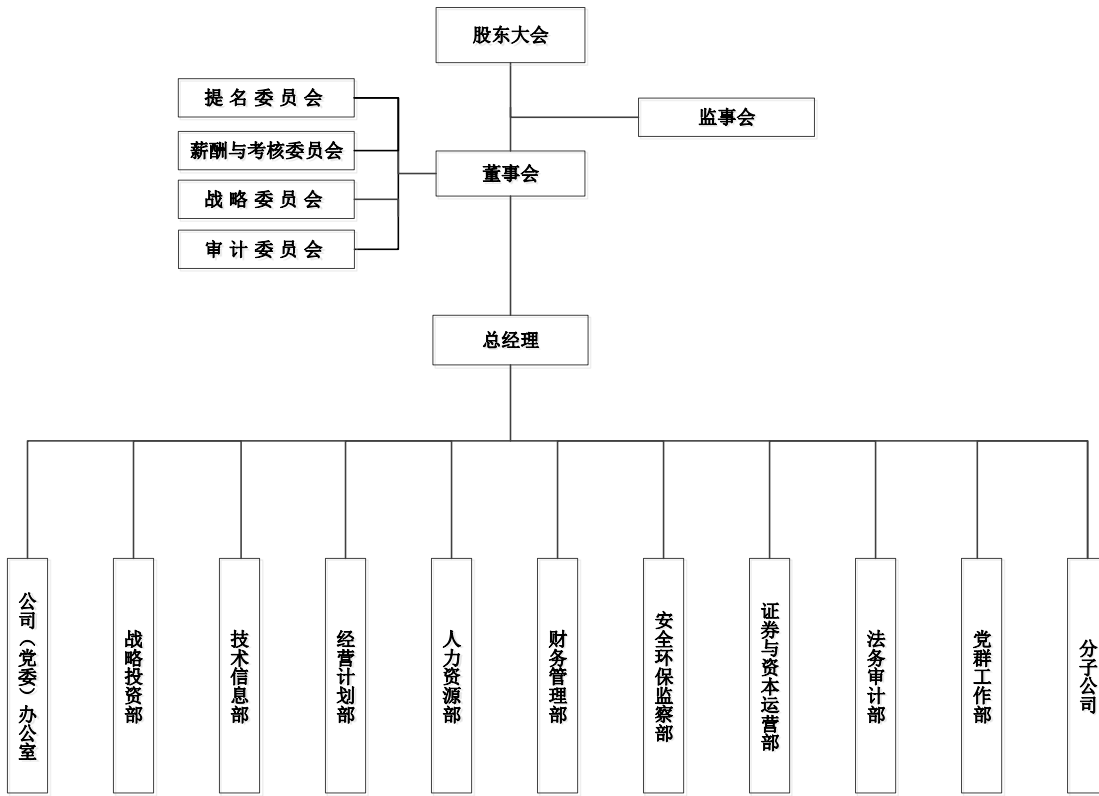 股东大会
提名委员会
监事会
薪酬与考核委员会
董事会
战略委员会
审计委员会
总经理
公司（党委）办公室
战略投资部
技术信息部
经营计划部
人力资源部
财务管理部
安全环保监察部
证券与资本运营部
法务审计部
党群工作部
分子公司